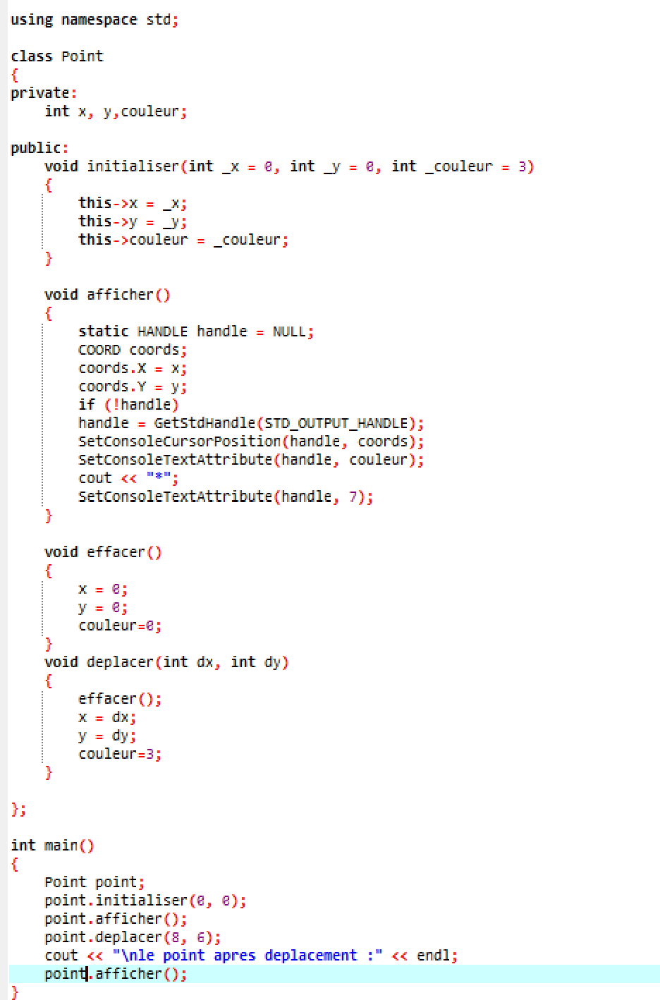 using namespace std;
class Point
{
private:
int x, y,couleur;
public:
void initialiser(int _x = 0, int _y = 0, int _couleur = 3)
{
this->x = _x;
this->y = _y;
this->couleur = _couleur;
}
void afficher()
{
static HANDLE handle = NULL;
COORD coords;
coords.X = x;
coords.Y = y;
if (!handle)
handle = GetStdHandle(STD_OUTPUT_HANDLE);
SetConsoleCursorPosition(handle, coords);
SetConsoleTextAttribute(handle, couleur);
cout << "*";
SetConsoleTextAttribute(handle, 7);
}
void effacer()
{
x = 0;
y = 0;
couleur=0;
}
void deplacer(int dx, int dy)
{
effacer();
x = dx;
y = dy;
couleur=3;
}
};
int main()
{
Point point;
point.initialiser(0, 0);
point.afficher();
point.deplacer(8, 6);
cout << "\nle point apres deplacement :" << endl;
point.afficher();
}